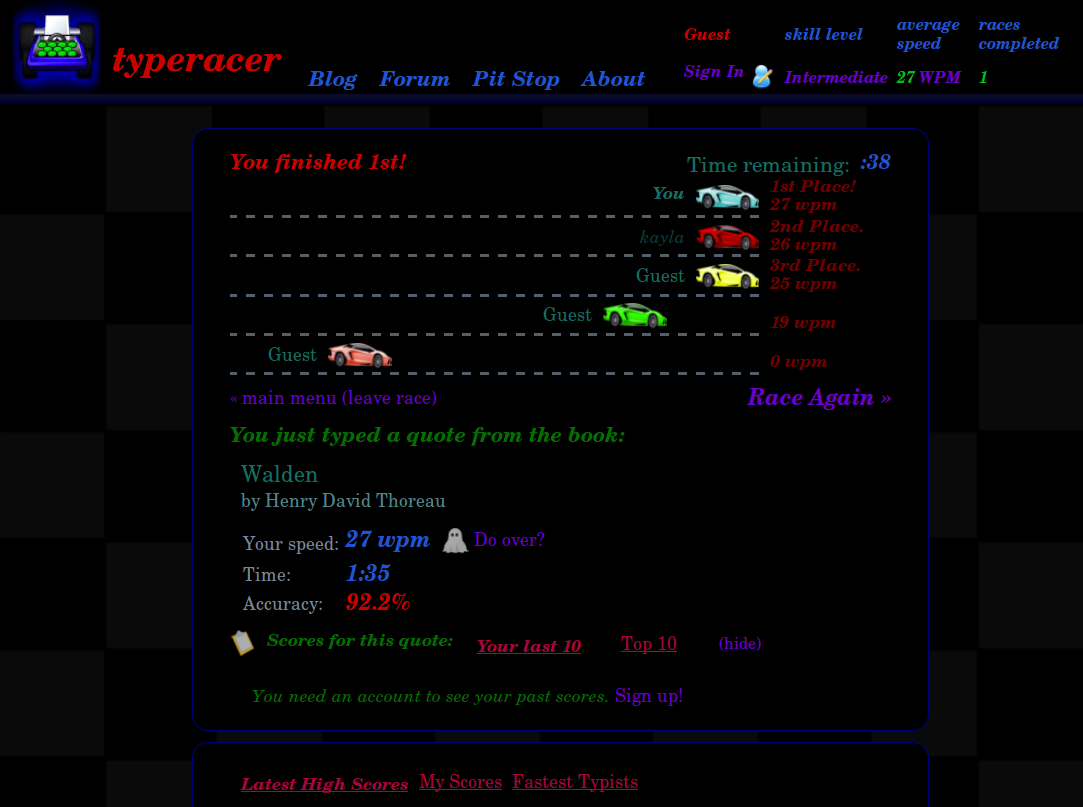 typeracer
Blog Forum Pit Stop About
Guest skill level average speed races completed
Sign In Intermediate 27 WPM 1
You finished 1st!
Time remaining: :38
You 1st Place!
27 wpm
kayla 2nd Place.
26 wpm
Guest 3rd Place.
25 wpm
Guest 19 wpm
Guest 0 wpm
« main menu (leave race) Race Again »
You just typed a quote from the book:
Walden
by Henry David Thoreau
Your speed: 27 wpm Do over?
Time: 1:35
Accuracy: 92.2%
Scores for this quote: Your last 10 Top 10 (hide)
You need an account to see your past scores. Sign up!
Latest High Scores My Scores Fastest Typists